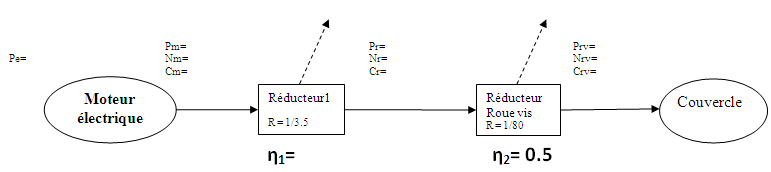 Pe=
Pm=
Nm=
Cm=
Pr=
Nr=
Cr=
Prv=
Nrv=
Crv=
Moteur
électrique
Réducteur1
R= 1/3.5
Réducteur
Roue vis
R= 1/80
Couvercle
η1=
η2= 0.5